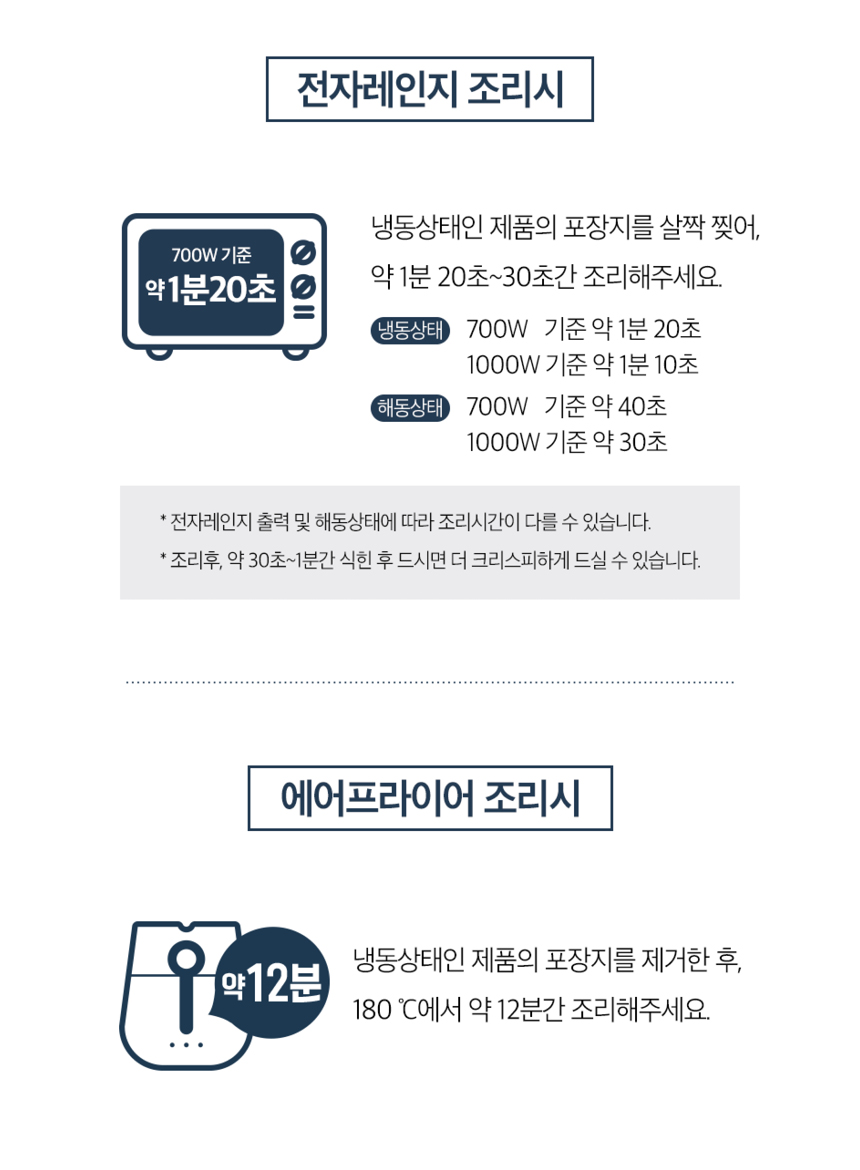 전자레인지 조리시
700W 기준
약 1분20초
냉동상태인 제품의 포장지를 살짝 찢어,
약 1분 20초~30초간 조리해주세요.
냉동상태 700W 기준 약 1분 20초
1000W 기준 약 1분 10초
해동상태 700W 기준 약 40초
1000W 기준 약 30초
* 전자레인지 출력 및 해동상태에 따라 조리시간이 다를 수 있습니다.
* 조리후, 약 30초~1분간 식힌 후 드시면 더 크리스피하게 드실 수 있습니다.
에어프라이어 조리시
약12분
냉동상태인 제품의 포장지를 제거한 후,
180 ℃에서 약 12분간 조리해주세요.